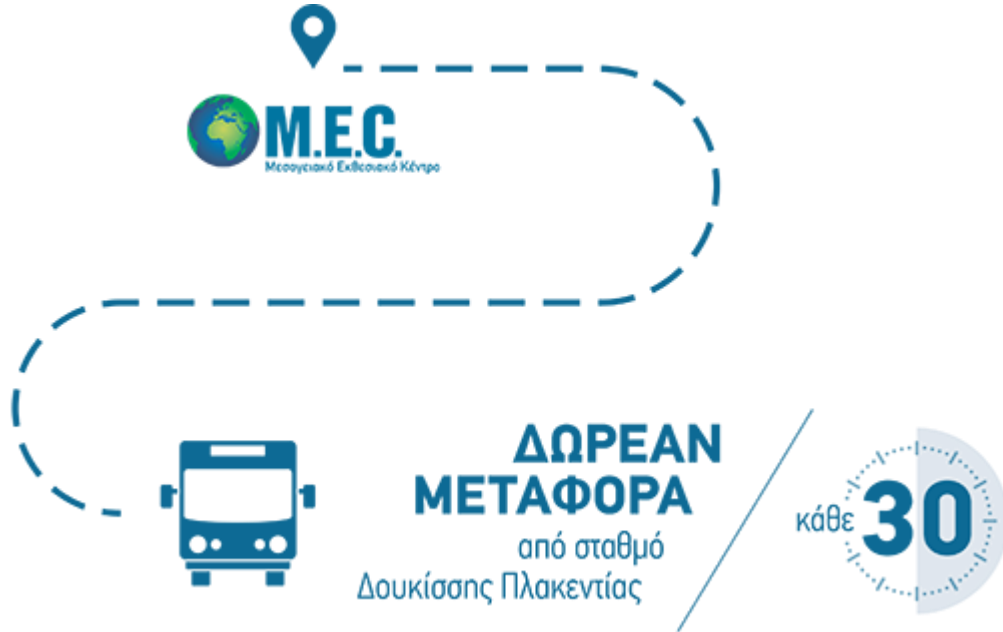 M.E.C.
Μεσογειακό Εκθεσιακό Κέντρο
ΔΩΡΕΑΝ
ΜΕΤΑΦΟΡΑ
από σταθμό
Δουκίσσης Πλακεντίας
κάθε 30